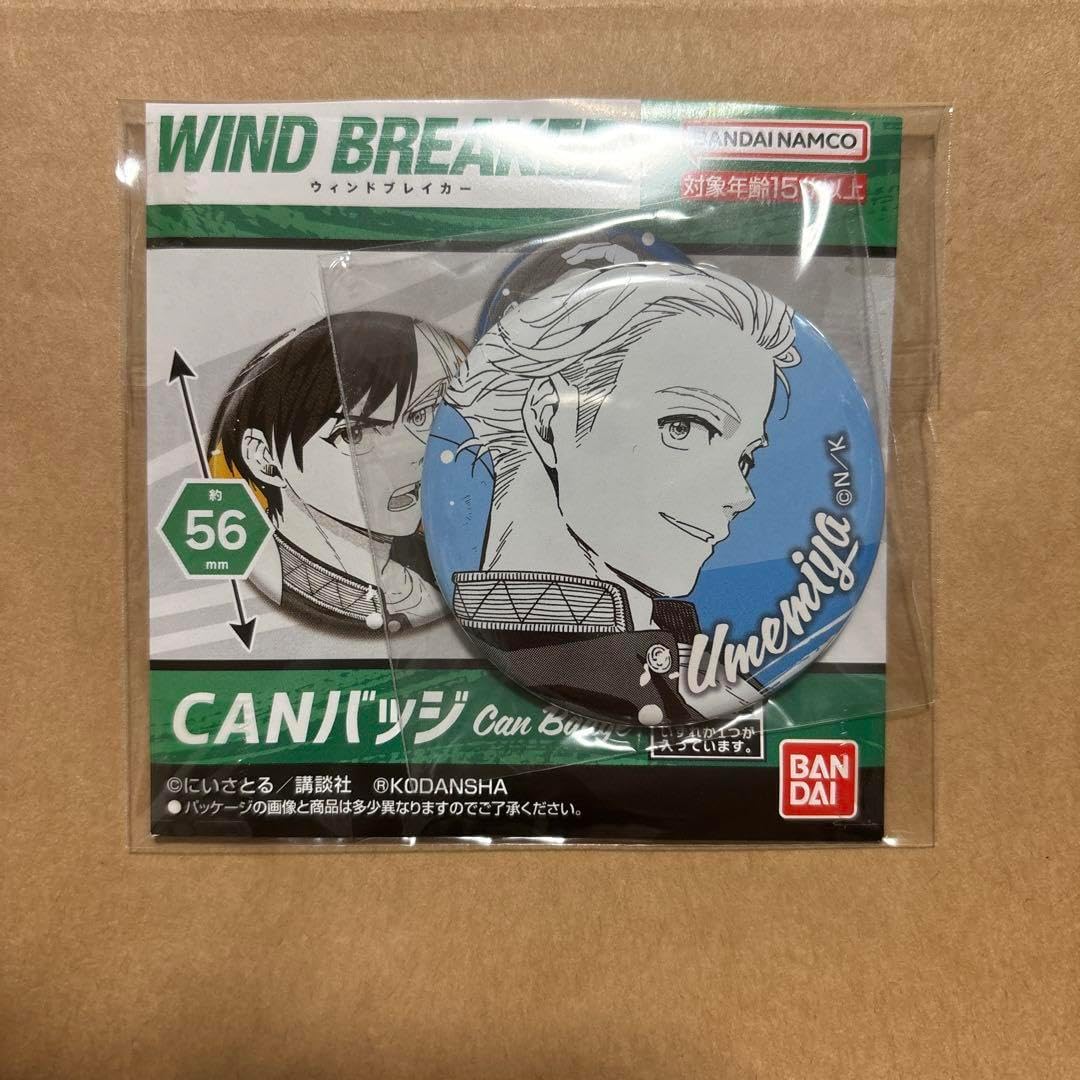 WIND BREAKER
ウィンドブレイカー
BANDAI NAMCO
対象年齢15才以上
約
56
mm
Umemiya
©N/K
CANバッジ Can Badge
いずれか1つが
入っています。
©にいさとる／講談社 ®KODANSHA
●パッケージの画像と商品は多少異なりますのでご了承ください。
BAN
DAI